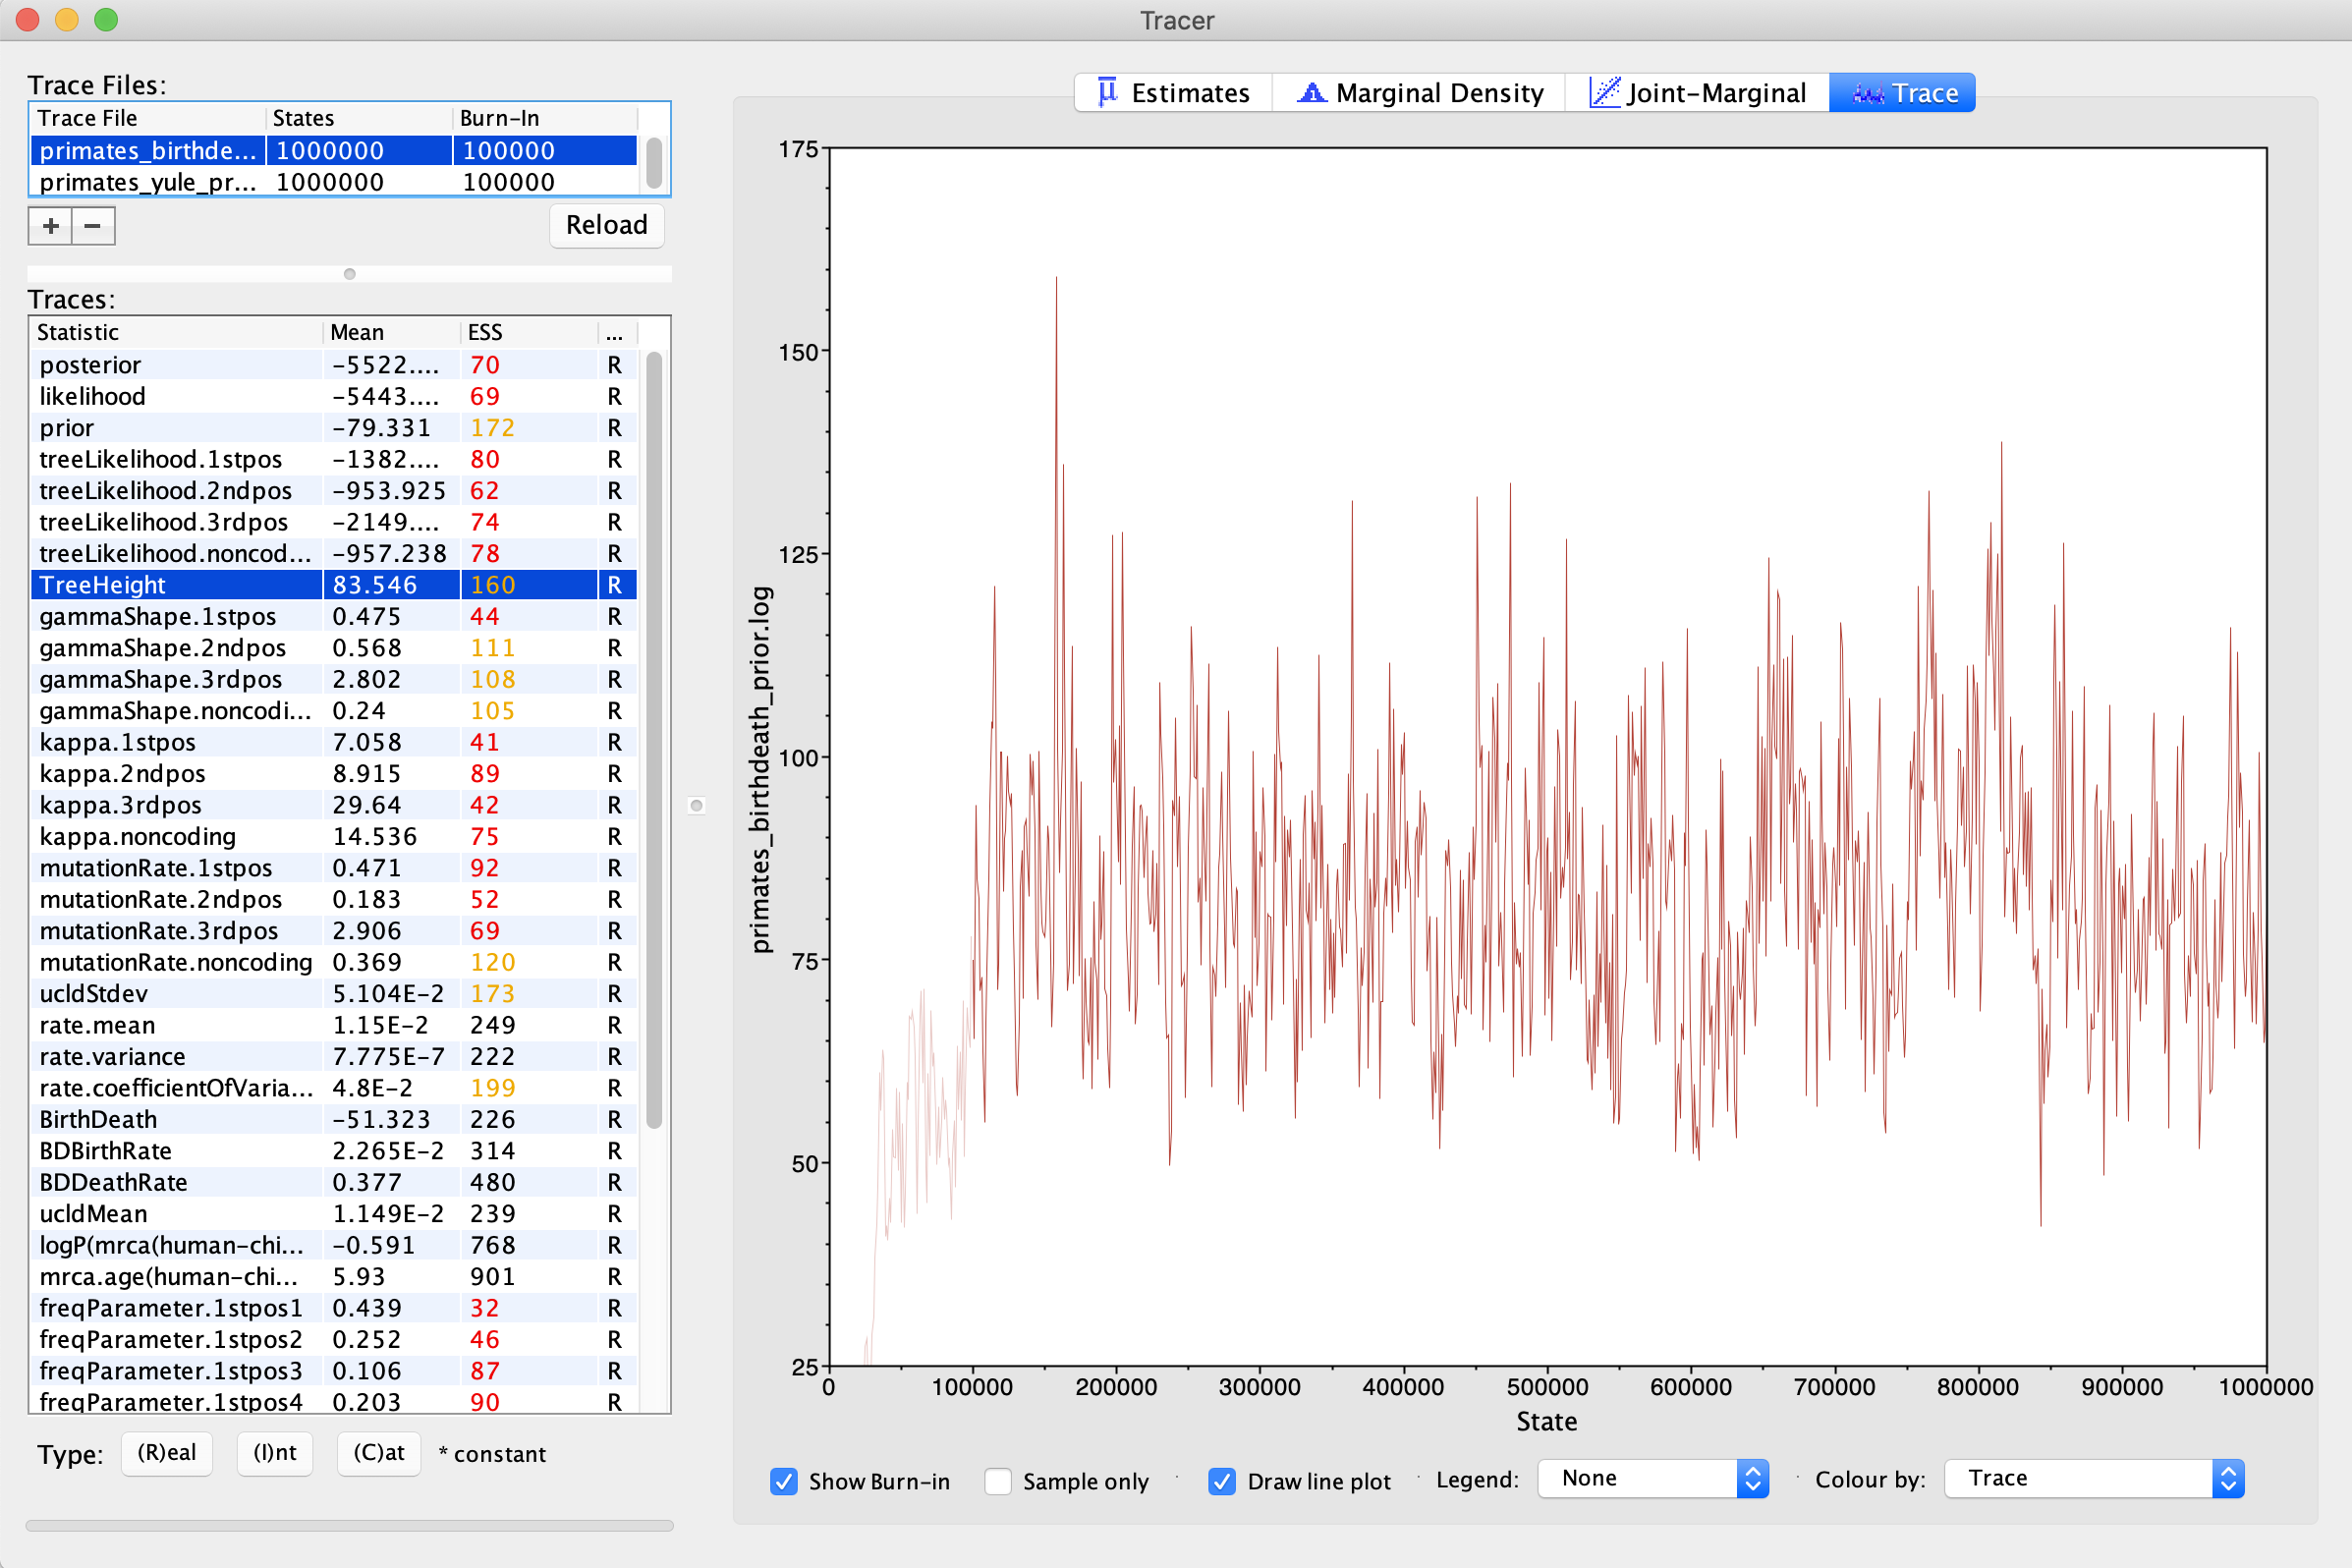 Tracer
Trace Files:
Trace File States Burn-In
primates_birthde... 1000000 100000
primates_yule_pr... 1000000 100000
+ −
Reload
Traces:
Statistic Mean ESS ...
posterior -5522.... 70 R
likelihood -5443.... 69 R
prior -79.331 172 R
treeLikelihood.1stpos -1382.... 80 R
treeLikelihood.2ndpos -953.925 62 R
treeLikelihood.3rdpos -2149.... 74 R
treeLikelihood.noncod... -957.238 78 R
TreeHeight 83.546 160 R
gammaShape.1stpos 0.475 44 R
gammaShape.2ndpos 0.568 111 R
gammaShape.3rdpos 2.802 108 R
gammaShape.noncodi... 0.24 105 R
kappa.1stpos 7.058 41 R
kappa.2ndpos 8.915 89 R
kappa.3rdpos 29.64 42 R
kappa.noncoding 14.536 75 R
mutationRate.1stpos 0.471 92 R
mutationRate.2ndpos 0.183 52 R
mutationRate.3rdpos 2.906 69 R
mutationRate.noncoding 0.369 120 R
ucldStdev 5.104E-2 173 R
rate.mean 1.15E-2 249 R
rate.variance 7.775E-7 222 R
rate.coefficientOfVaria... 4.8E-2 199 R
BirthDeath -51.323 226 R
BDBirthRate 2.265E-2 314 R
BDDeathRate 0.377 480 R
ucldMean 1.149E-2 239 R
logP(mrca(human-chi... -0.591 768 R
mrca.age(human-chi... 5.93 901 R
freqParameter.1stpos1 0.439 32 R
freqParameter.1stpos2 0.252 46 R
freqParameter.1stpos3 0.106 87 R
freqParameter.1stpos4 0.203 90 R
Type: (R)eal (I)nt (C)at * constant
Estimates Marginal Density Joint-Marginal Trace
primates_birthdeath_prior.log
175
150
125
100
75
50
25
0 100000 200000 300000 400000 500000 600000 700000 800000 900000 1000000
State
Show Burn-in Sample only Draw line plot Legend: None Colour by: Trace